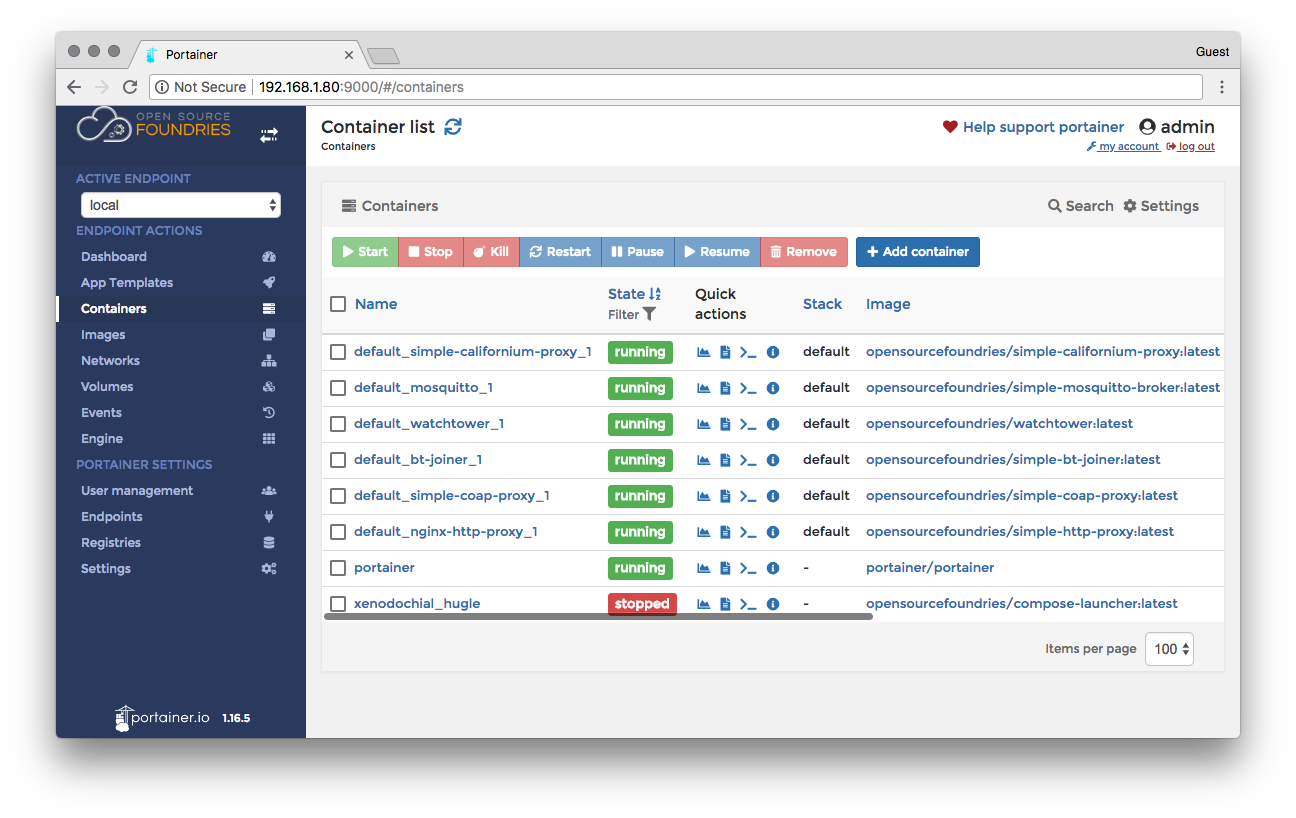 Portainer
Guest
Not Secure 192.168.1.80:9000/#/containers
OPEN SOURCE
FOUNDRIES
ACTIVE ENDPOINT
local
ENDPOINT ACTIONS
Dashboard
App Templates
Containers
Images
Networks
Volumes
Events
Engine
PORTAINER SETTINGS
User management
Endpoints
Registries
Settings
portainer.io 1.16.5
Container list
Containers
Help support portainer admin
my account log out
Containers Search Settings
Start Stop Kill Restart Pause Resume Remove Add container
Name State Filter Quick actions Stack Image
default_simple-californium-proxy_1 running default opensourcefoundries/simple-californium-proxy:latest
default_mosquitto_1 running default opensourcefoundries/simple-mosquitto-broker:latest
default_watchtower_1 running default opensourcefoundries/watchtower:latest
default_bt-joiner_1 running default opensourcefoundries/simple-bt-joiner:latest
default_simple-coap-proxy_1 running default opensourcefoundries/simple-coap-proxy:latest
default_nginx-http-proxy_1 running default opensourcefoundries/simple-http-proxy:latest
portainer running - portainer/portainer
xenodochial_hugle stopped - opensourcefoundries/compose-launcher:latest
Items per page 100